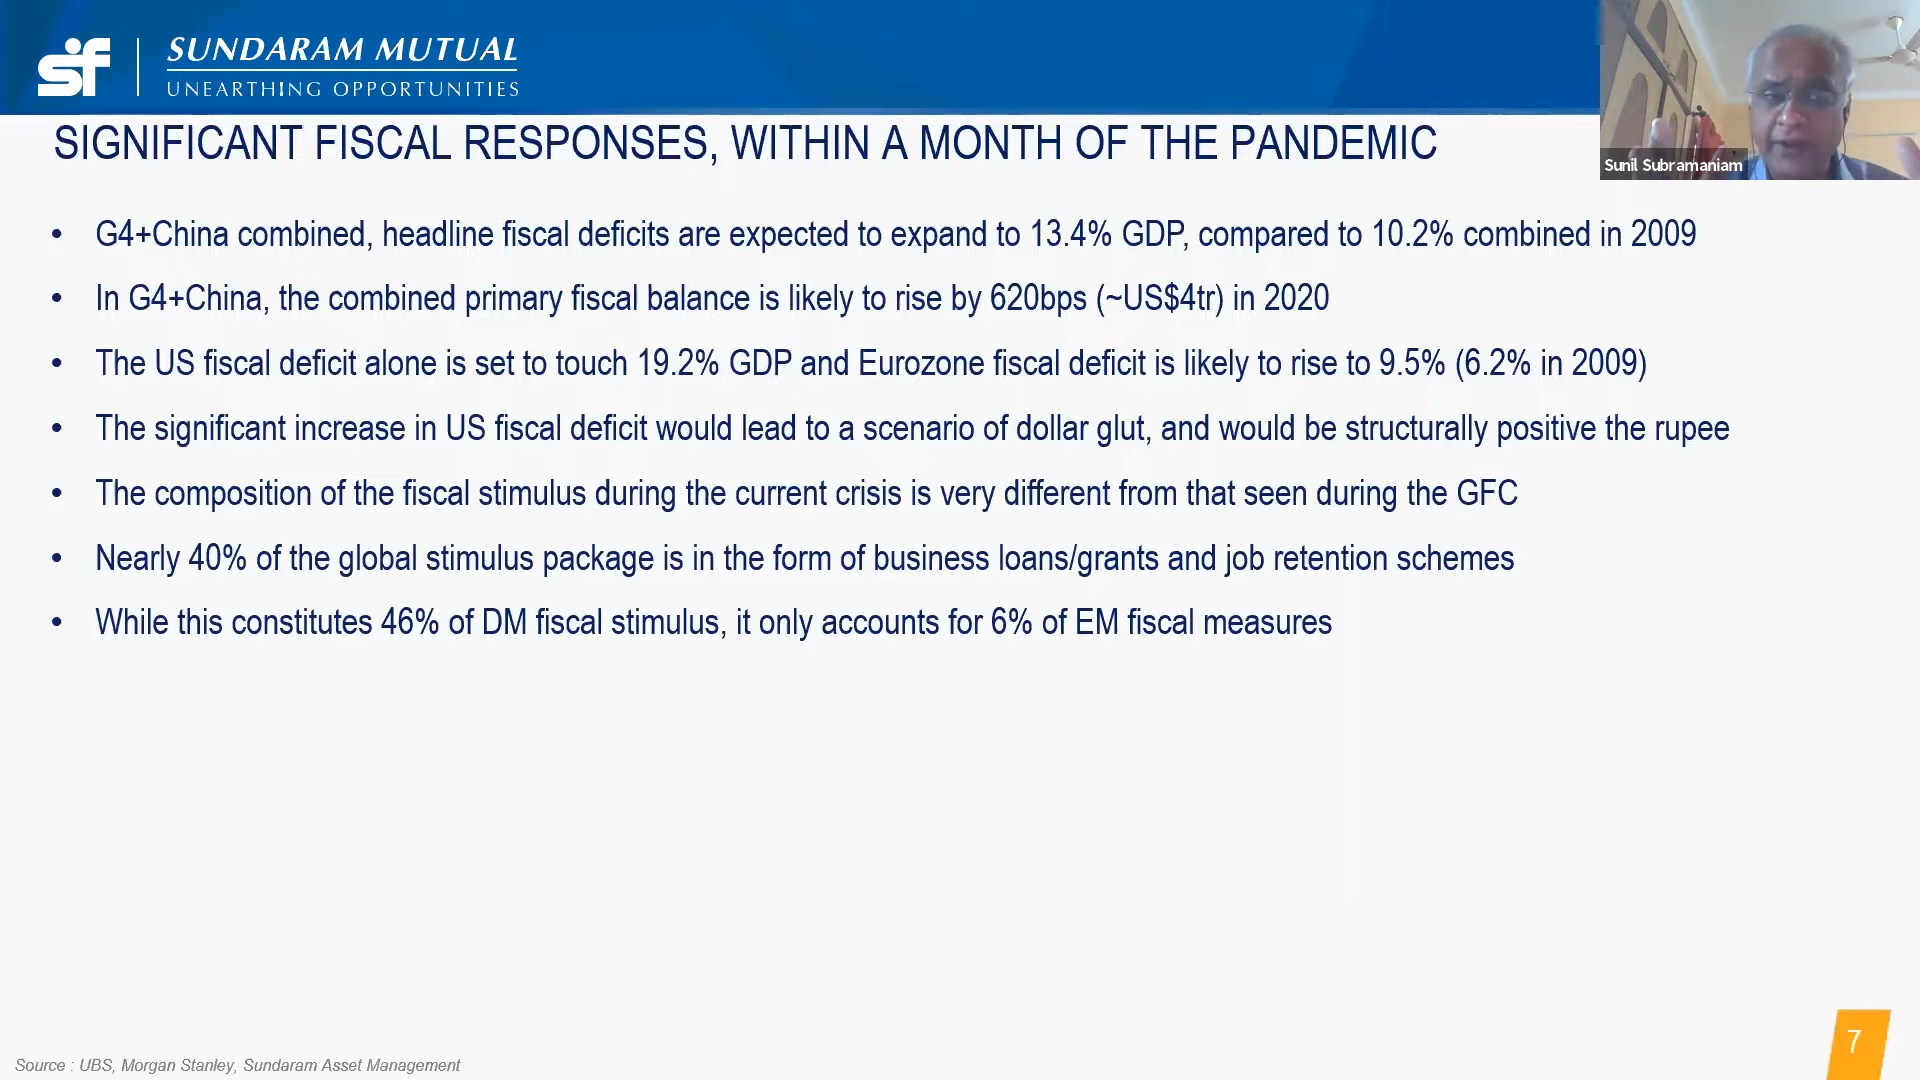 sf
SUNDARAM MUTUAL
UNEARTHING OPPORTUNITIES
Sunil Subramaniam
SIGNIFICANT FISCAL RESPONSES, WITHIN A MONTH OF THE PANDEMIC
• G4+China combined, headline fiscal deficits are expected to expand to 13.4% GDP, compared to 10.2% combined in 2009
• In G4+China, the combined primary fiscal balance is likely to rise by 620bps (~US$4tr) in 2020
• The US fiscal deficit alone is set to touch 19.2% GDP and Eurozone fiscal deficit is likely to rise to 9.5% (6.2% in 2009)
• The significant increase in US fiscal deficit would lead to a scenario of dollar glut, and would be structurally positive the rupee
• The composition of the fiscal stimulus during the current crisis is very different from that seen during the GFC
• Nearly 40% of the global stimulus package is in the form of business loans/grants and job retention schemes
• While this constitutes 46% of DM fiscal stimulus, it only accounts for 6% of EM fiscal measures
Source : UBS, Morgan Stanley, Sundaram Asset Management
7